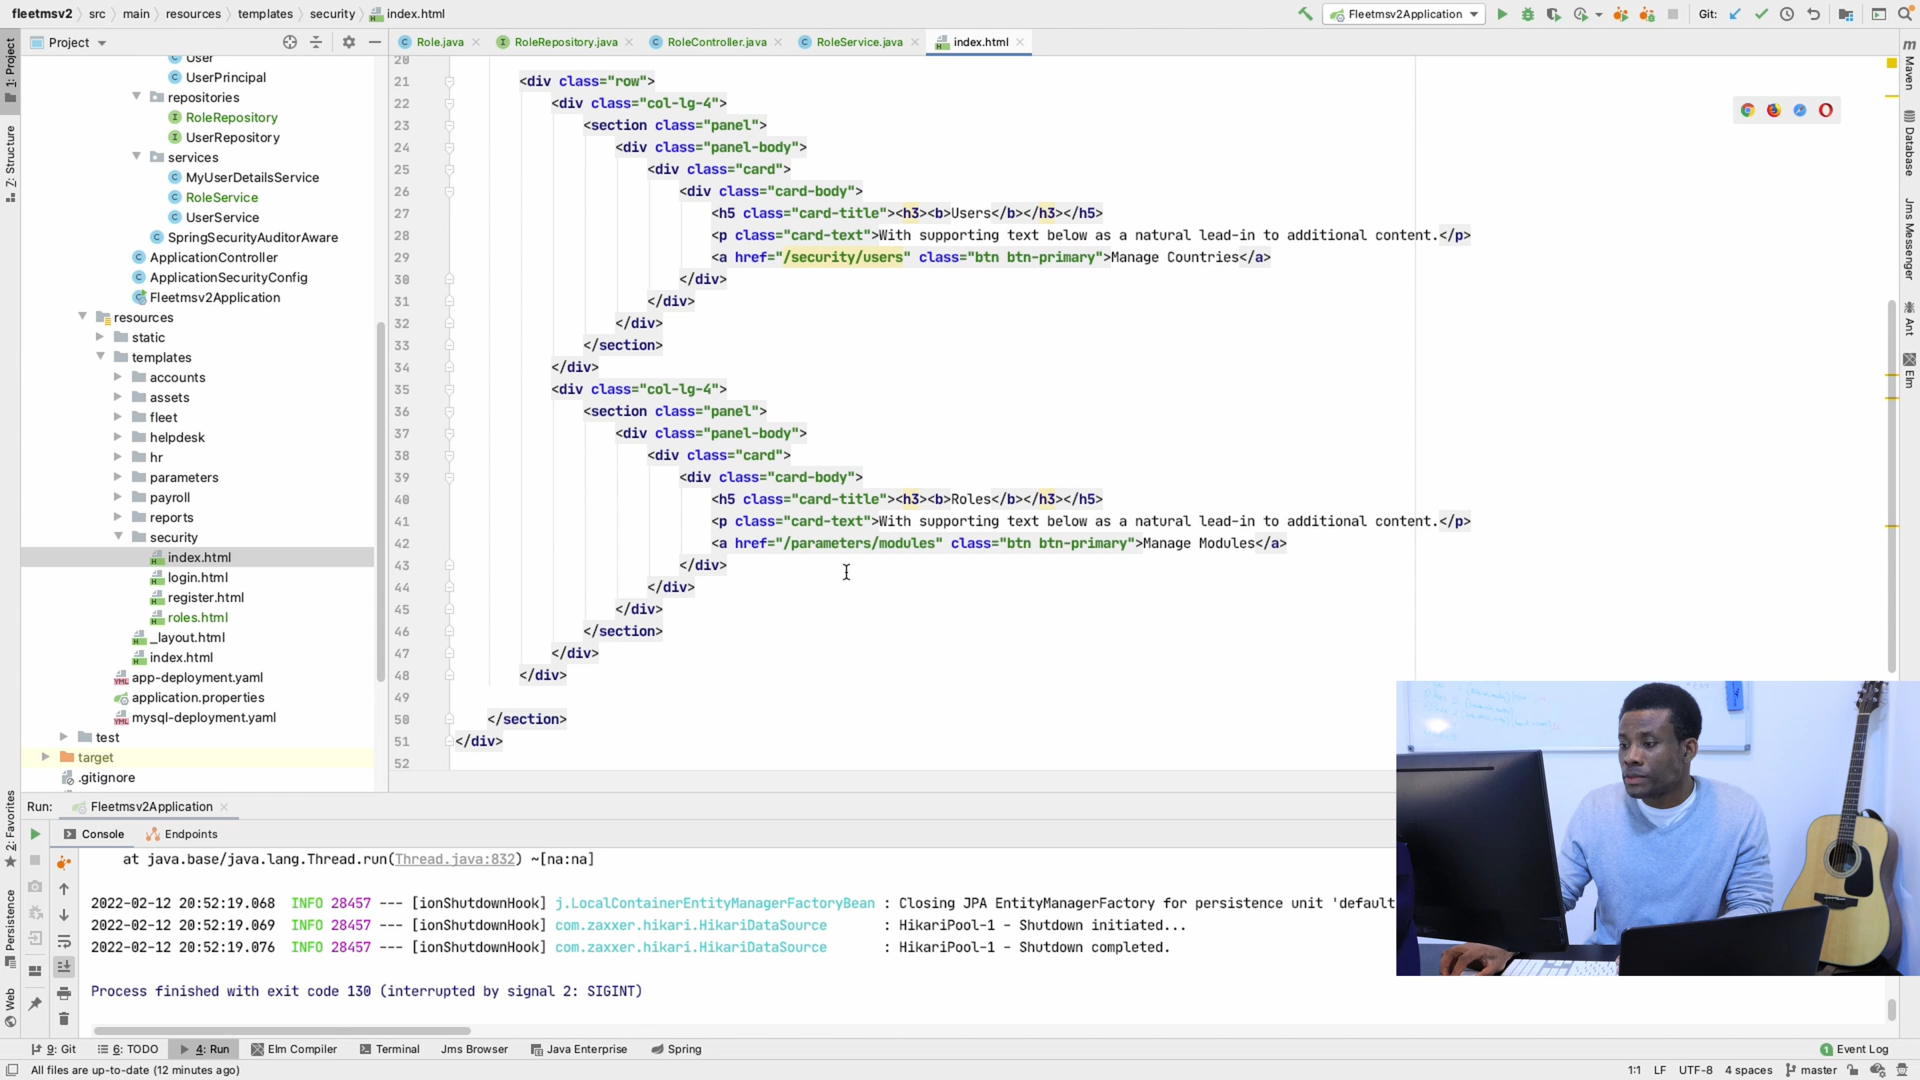 fleetmsv2 src main resources templates security index.html
Fleetmsv2Application
Git:
Project
Role.java
RoleRepository.java
RoleController.java
RoleService.java
index.html
1: Project
Z: Structure
2: Favorites
Persistence
Web
User
UserPrincipal
repositories
RoleRepository
UserRepository
services
MyUserDetailsService
RoleService
UserService
SpringSecurityAuditorAware
ApplicationController
ApplicationSecurityConfig
Fleetmsv2Application
resources
static
templates
accounts
assets
fleet
helpdesk
hr
parameters
payroll
reports
security
index.html
login.html
register.html
roles.html
_layout.html
index.html
app-deployment.yaml
application.properties
mysql-deployment.yaml
test
target
.gitignore
20
21 <div class="row">
22 <div class="col-lg-4">
23 <section class="panel">
24 <div class="panel-body">
25 <div class="card">
26 <div class="card-body">
27 <h5 class="card-title"><h3><b>Users</b></h3></h5>
28 <p class="card-text">With supporting text below as a natural lead-in to additional content.</p>
29 <a href="/security/users" class="btn btn-primary">Manage Countries</a>
30 </div>
31 </div>
32 </div>
33 </section>
34 </div>
35 <div class="col-lg-4">
36 <section class="panel">
37 <div class="panel-body">
38 <div class="card">
39 <div class="card-body">
40 <h5 class="card-title"><h3><b>Roles</b></h3></h5>
41 <p class="card-text">With supporting text below as a natural lead-in to additional content.</p>
42 <a href="/parameters/modules" class="btn btn-primary">Manage Modules</a>
43 </div>
44 </div>
45 </div>
46 </section>
47 </div>
48 </div>
49
50 </section>
51 </div>
52
Maven
Database
Jms Messenger
Ant
Elm
Run: Fleetmsv2Application
Console
Endpoints
at java.base/java.lang.Thread.run(Thread.java:832) ~[na:na]
2022-02-12 20:52:19.068 INFO 28457 --- [ionShutdownHook] j.LocalContainerEntityManagerFactoryBean : Closing JPA EntityManagerFactory for persistence unit 'default
2022-02-12 20:52:19.069 INFO 28457 --- [ionShutdownHook] com.zaxxer.hikari.HikariDataSource : HikariPool-1 - Shutdown initiated...
2022-02-12 20:52:19.076 INFO 28457 --- [ionShutdownHook] com.zaxxer.hikari.HikariDataSource : HikariPool-1 - Shutdown completed.
Process finished with exit code 130 (interrupted by signal 2: SIGINT)
9: Git
6: TODO
4: Run
Elm Compiler
Terminal
Jms Browser
Java Enterprise
Spring
1 Event Log
All files are up-to-date (12 minutes ago)
1:1 LF UTF-8 4 spaces master